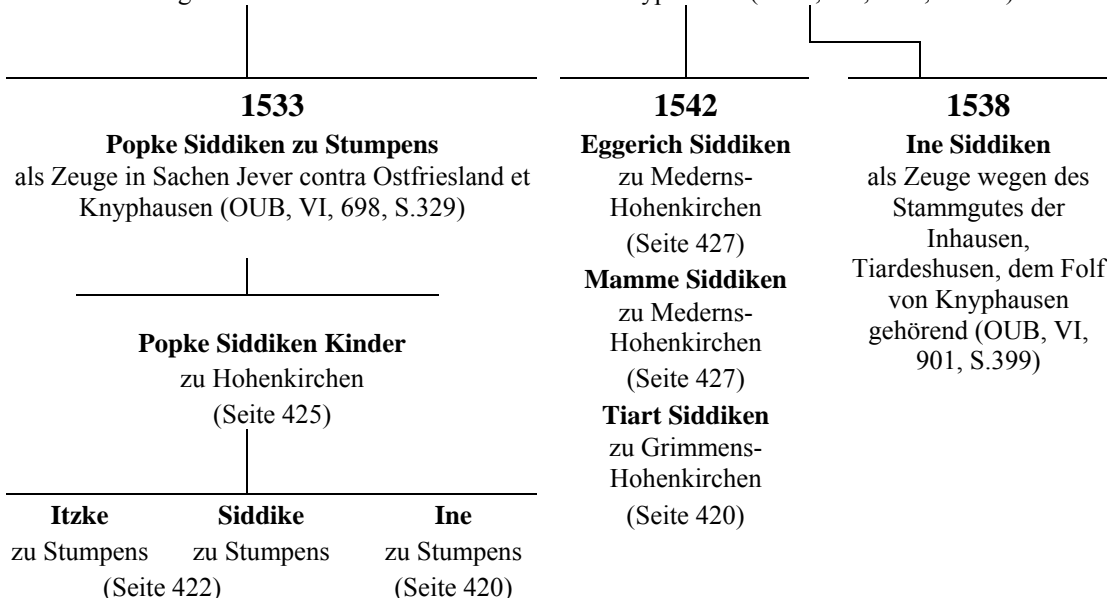 1533
Popke Siddiken zu Stumpens
als Zeuge in Sachen Jever contra Ostfriesland et
Knyphausen (OUB, VI, 698, S.329)
Popke Siddiken Kinder
zu Hohenkirchen
(Seite 425)
Itzke Siddike Ine
zu Stumpens zu Stumpens zu Stumpens
(Seite 422) (Seite 420)
1542
Eggerich Siddiken
zu Mederns-
Hohenkirchen
(Seite 427)
Mamme Siddiken
zu Mederns-
Hohenkirchen
(Seite 427)
Tiart Siddiken
zu Grimmens-
Hohenkirchen
(Seite 420)
1538
Ine Siddiken
als Zeuge wegen des
Stammgutes der
Inhausen,
Tiardeshusen, dem Folf
von Knyphausen
gehörend (OUB, VI,
901, S.399)